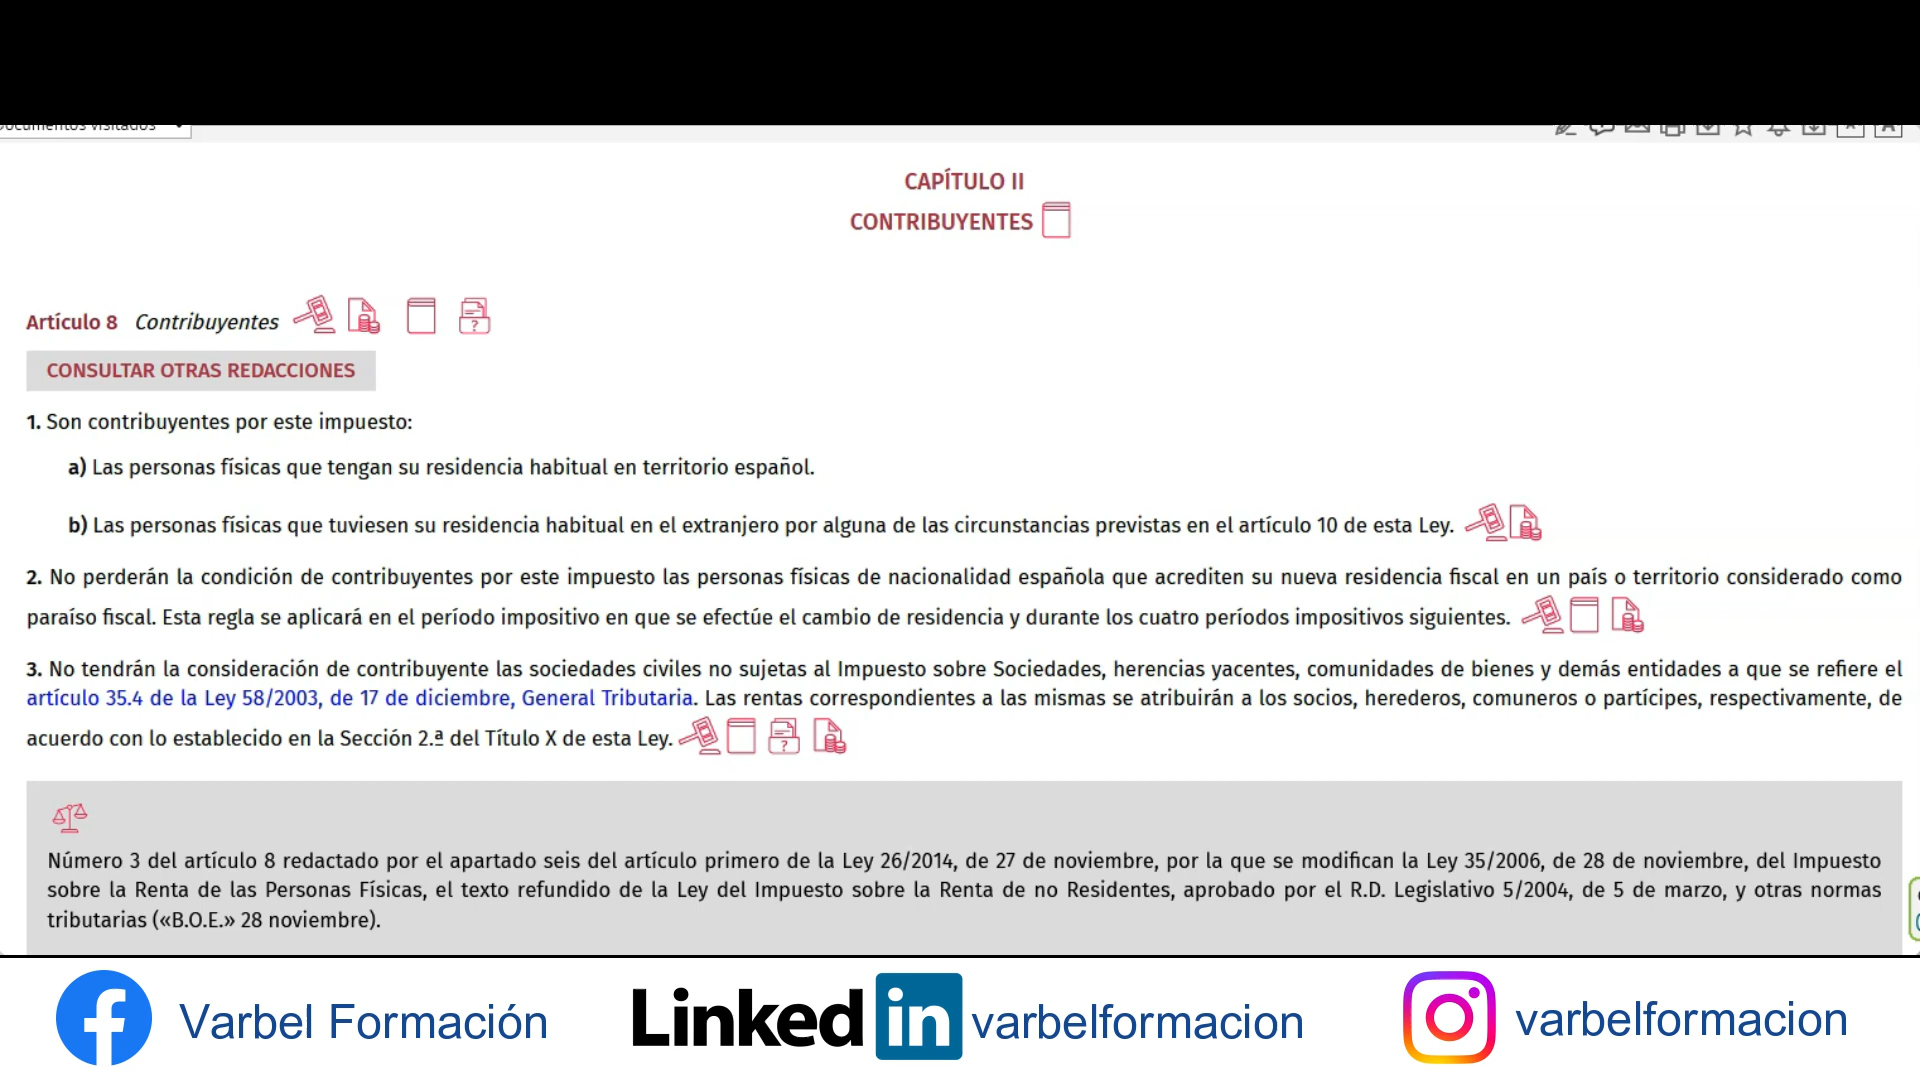 Documentos visitados
CAPÍTULO II
CONTRIBUYENTES
Artículo 8 Contribuyentes
CONSULTAR OTRAS REDACCIONES
1. Son contribuyentes por este impuesto:
a) Las personas físicas que tengan su residencia habitual en territorio español.
b) Las personas físicas que tuviesen su residencia habitual en el extranjero por alguna de las circunstancias previstas en el artículo 10 de esta Ley.
2. No perderán la condición de contribuyentes por este impuesto las personas físicas de nacionalidad española que acrediten su nueva residencia fiscal en un país o territorio considerado como
paraíso fiscal. Esta regla se aplicará en el período impositivo en que se efectúe el cambio de residencia y durante los cuatro períodos impositivos siguientes.
3. No tendrán la consideración de contribuyente las sociedades civiles no sujetas al Impuesto sobre Sociedades, herencias yacentes, comunidades de bienes y demás entidades a que se refiere el
artículo 35.4 de la Ley 58/2003, de 17 de diciembre, General Tributaria. Las rentas correspondientes a las mismas se atribuirán a los socios, herederos, comuneros o partícipes, respectivamente, de
acuerdo con lo establecido en la Sección 2.ª del Título X de esta Ley.
Número 3 del artículo 8 redactado por el apartado seis del artículo primero de la Ley 26/2014, de 27 de noviembre, por la que se modifican la Ley 35/2006, de 28 de noviembre, del Impuesto
sobre la Renta de las Personas Físicas, el texto refundido de la Ley del Impuesto sobre la Renta de no Residentes, aprobado por el R.D. Legislativo 5/2004, de 5 de marzo, y otras normas
tributarias («B.O.E.» 28 noviembre).
Varbel Formación
Linked in varbelformacion
varbelformacion